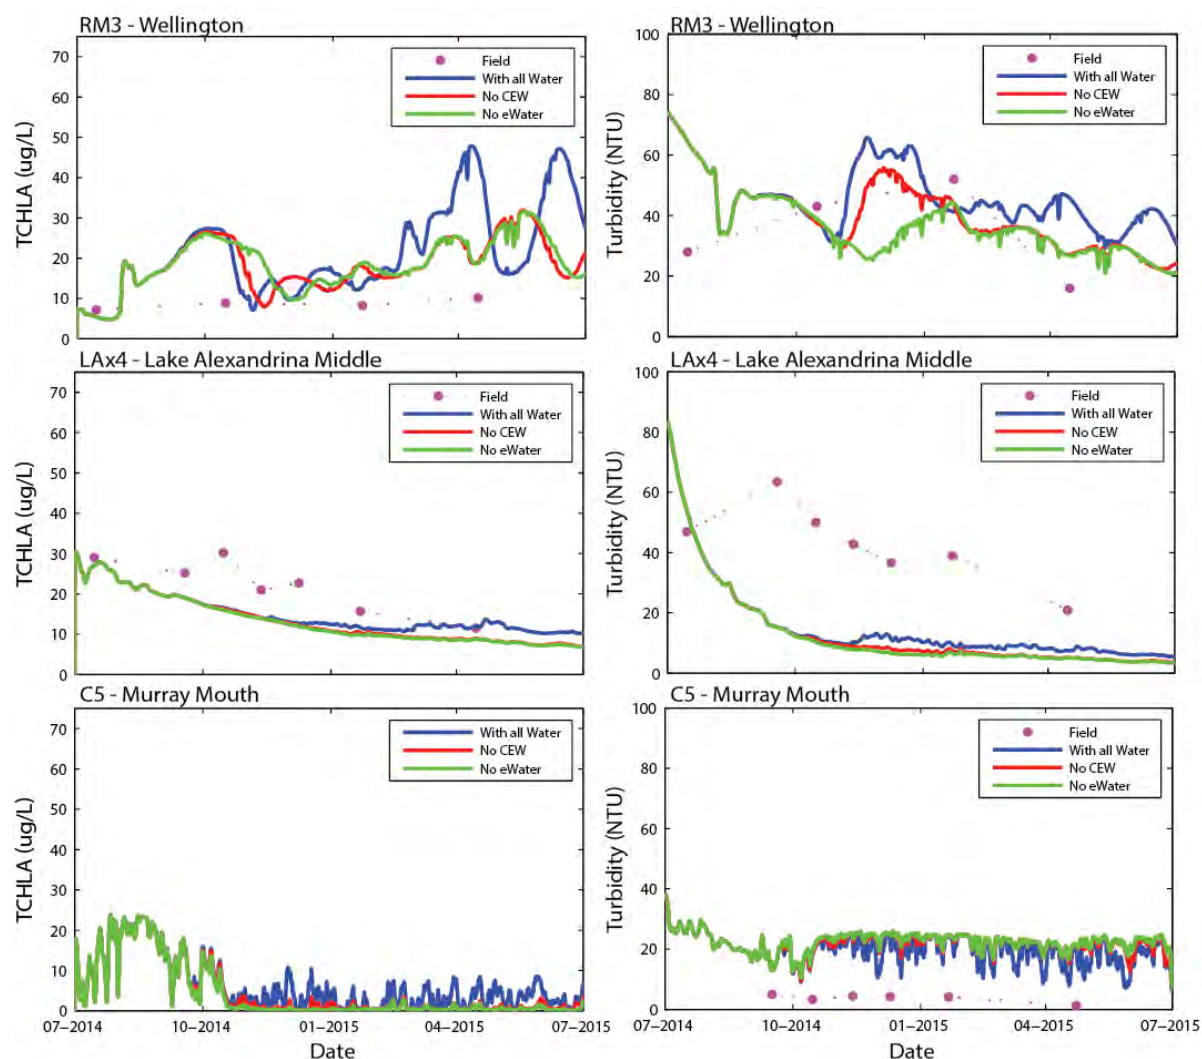 RM3 - Wellington
TCHLA (ug/L)
70
60
50
40
30
20
10
0
Field
With all Water
No CEW
No eWater
RM3 - Wellington
Turbidity (NTU)
100
80
60
40
20
0
Field
With all Water
No CEW
No eWater
LAx4 - Lake Alexandrina Middle
TCHLA (ug/L)
70
60
50
40
30
20
10
0
Field
With all Water
No CEW
No eWater
LAx4 - Lake Alexandrina Middle
Turbidity (NTU)
100
80
60
40
20
0
Field
With all Water
No CEW
No eWater
C5 - Murray Mouth
TCHLA (ug/L)
70
60
50
40
30
20
10
0
With all Water
No CEW
No eWater
07–2014 10–2014 01–2015 04–2015 07–2015
Date
C5 - Murray Mouth
Turbidity (NTU)
100
80
60
40
20
0
Field
With all Water
No CEW
No eWater
07–2014 10–2014 01–2015 04–2015 07–2015
Date